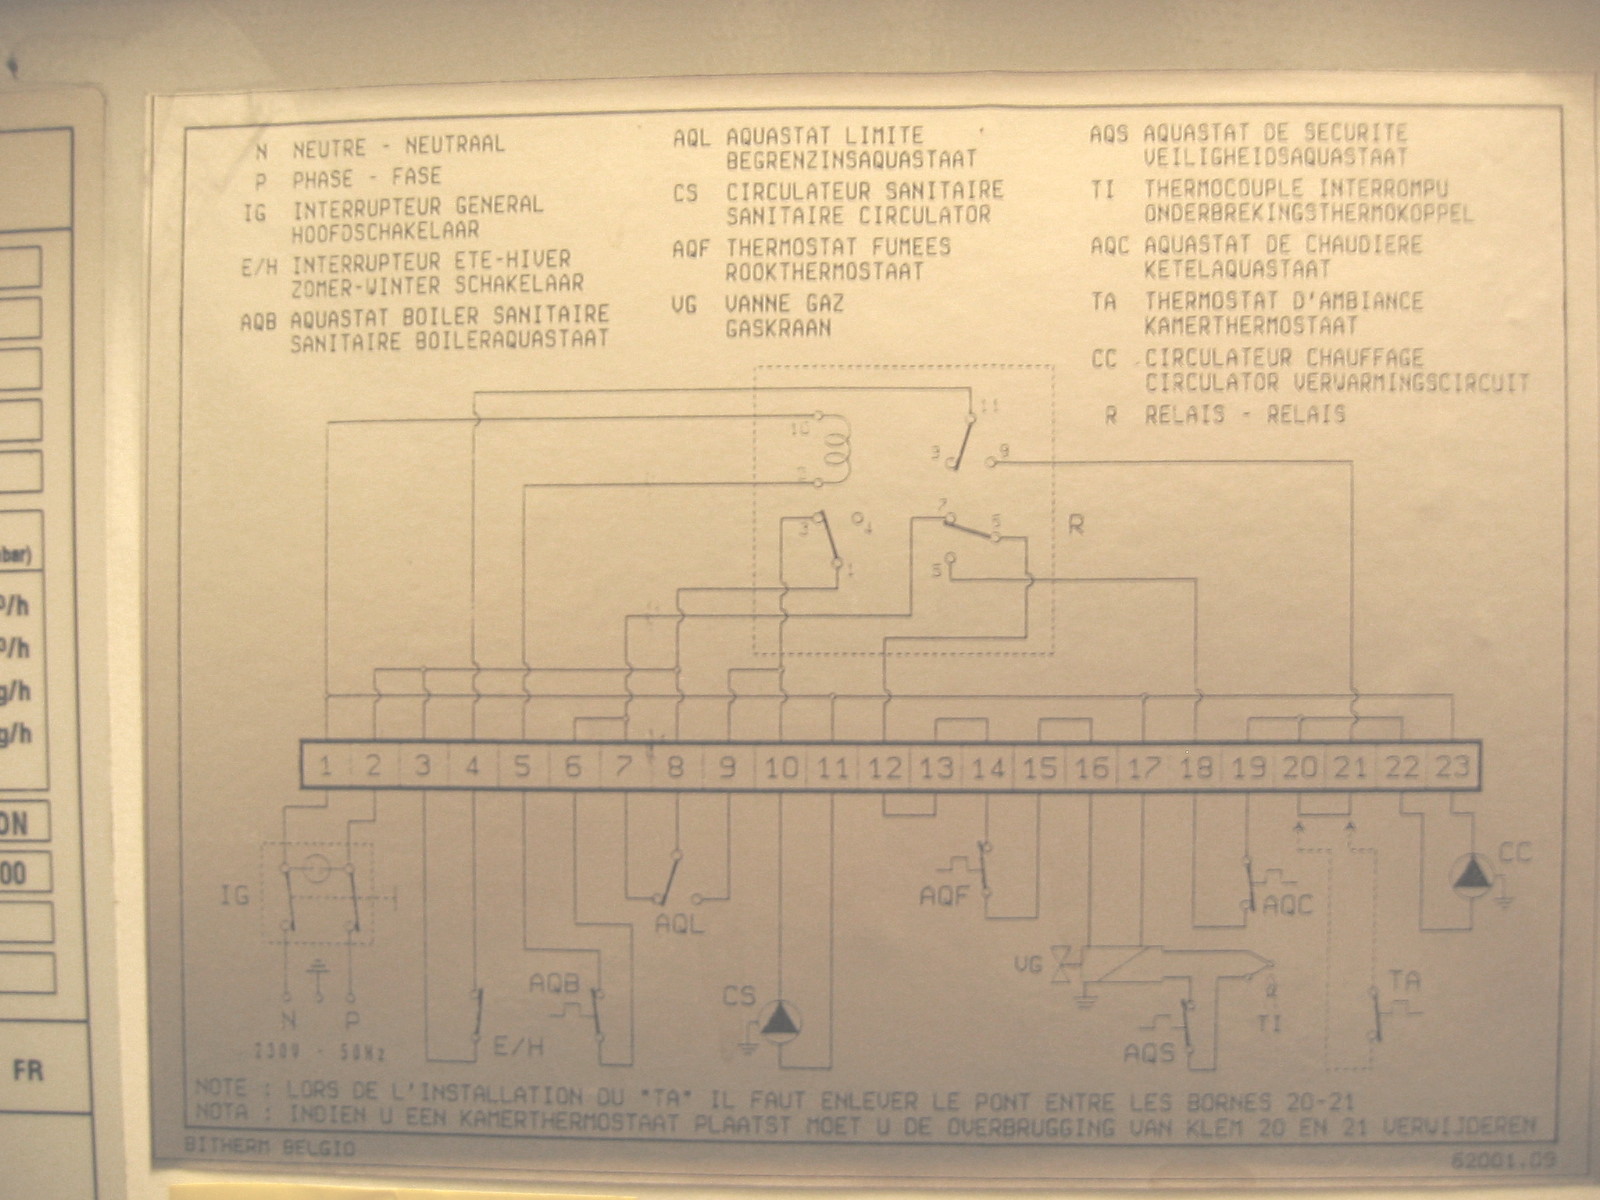 N NEUTRE - NEUTRAAL
P PHASE - FASE
IG INTERRUPTEUR GENERAL
HOOFDSCHAKELAAR
E/H INTERRUPTEUR ETE-HIVER
ZOMER-WINTER SCHAKELAAR
AQB AQUASTAT BOILER SANITAIRE
SANITAIRE BOILERAQUASTAAT
AQL AQUASTAT LIMITE
BEGRENZINSAQUASTAAT
CS CIRCULATEUR SANITAIRE
SANITAIRE CIRCULATOR
AQF THERMOSTAT FUMEES
ROOKTHERMOSTAAT
VG VANNE GAZ
GASKRAAN
AQS AQUASTAT DE SECURITE
VEILIGHEIDSAQUASTAAT
TI THERMOCOUPLE INTERROMPU
ONDERBREKINGSTHERMOKOPPEL
AQC AQUASTAT DE CHAUDIERE
KETELAQUASTAAT
TA THERMOSTAT D'AMBIANCE
KAMERTHERMOSTAAT
CC CIRCULATEUR CHAUFFAGE
CIRCULATOR VERWARMINGSCIRCUIT
R RELAIS - RELAIS
11
10
9
2
3 4
7
R
5
1
1 2 3 4 5 6 7 8 9 10 11 12 13 14 15 16 17 18 19 20 21 22 23
IG
AQL
AQF
AQC
CC
VG
AQB
CS
TA
N P
TI
E/H
AQS
230V - 50Hz
NOTE : LORS DE L'INSTALLATION DU "TA" IL FAUT ENLEVER LE PONT ENTRE LES BORNES 20-21
NOTA : INDIEN U EEN KAMERTHERMOSTAAT PLAATST MOET U DE OVERBRUGGING VAN KLEM 20 EN 21 VERWIJDEREN
BITHERM BELGIO
62001.09
bar)
/h
/h
g/h
g/h
ON
00
FR